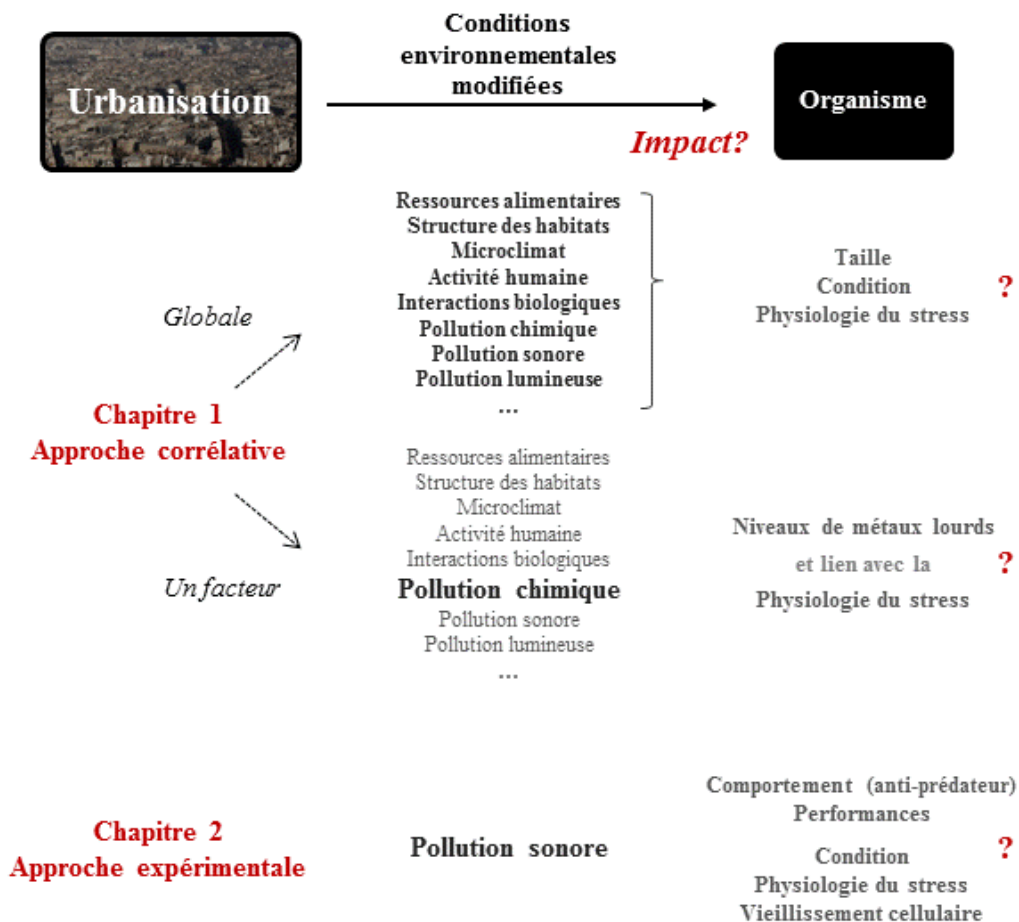 Conditions
environnementales
modifiées
Urbanisation
Organisme
Impact?
Ressources alimentaires
Structure des habitats
Microclimat
Activité humaine
Interactions biologiques
Pollution chimique
Pollution sonore
Pollution lumineuse
...
Globale
Taille
Condition
Physiologie du stress
?
Chapitre 1
Approche corrélative
Ressources alimentaires
Structure des habitats
Microclimat
Activité humaine
Interactions biologiques
Pollution chimique
Pollution sonore
Pollution lumineuse
...
Un facteur
Niveaux de métaux lourds
et lien avec la
Physiologie du stress
?
Chapitre 2
Approche expérimentale
Pollution sonore
Comportement (anti-prédateur)
Performances
Condition
Physiologie du stress
Vieillissement cellulaire
?